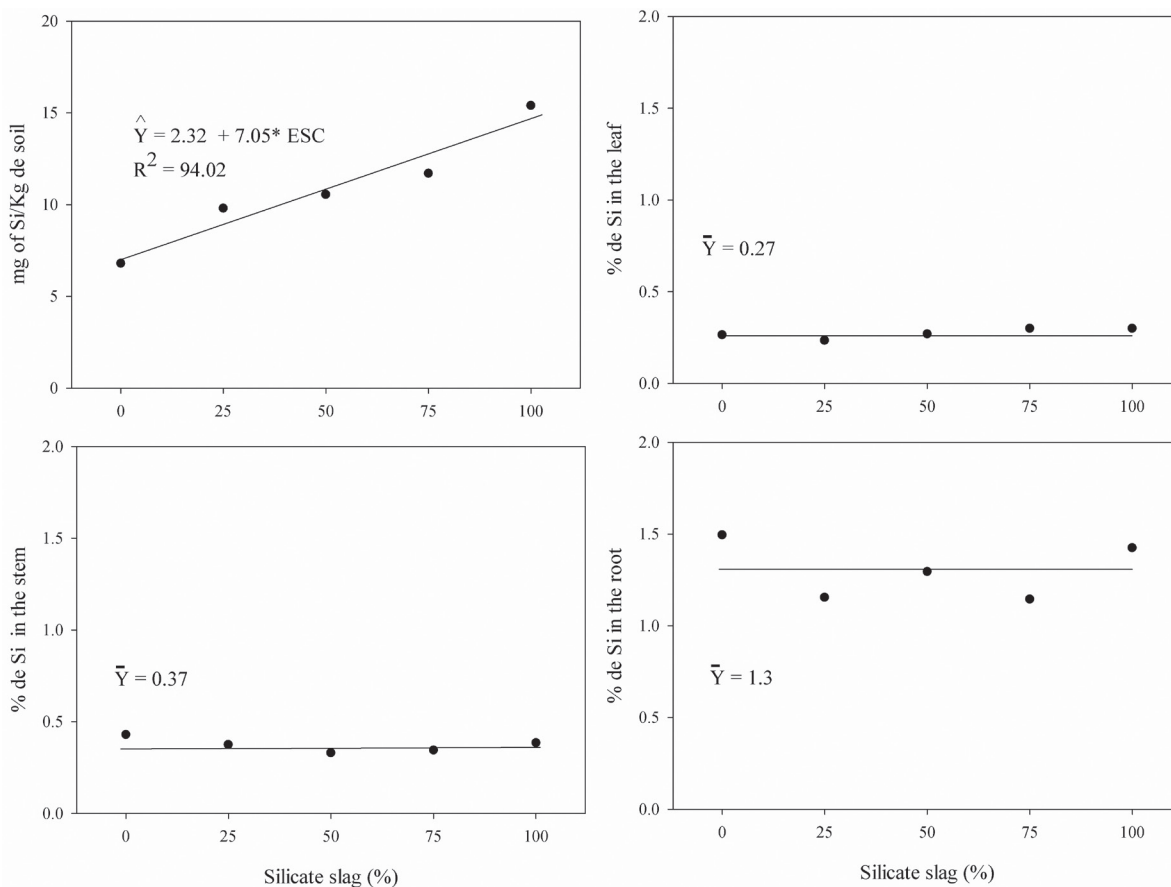 20
15
10
5
0
mg of Si/Kg de soil
Ŷ = 2.32 + 7.05* ESC
R² = 94.02
0 25 50 75 100
2.0
1.5
1.0
0.5
0.0
% de Si in the leaf
Ȳ = 0.27
0 25 50 75 100
2.0
1.5
1.0
0.5
0.0
% de Si in the stem
Ȳ = 0.37
0 25 50 75 100
Silicate slag (%)
2.0
1.5
1.0
0.5
0.0
% de Si in the root
Ȳ = 1.3
0 25 50 75 100
Silicate slag (%)